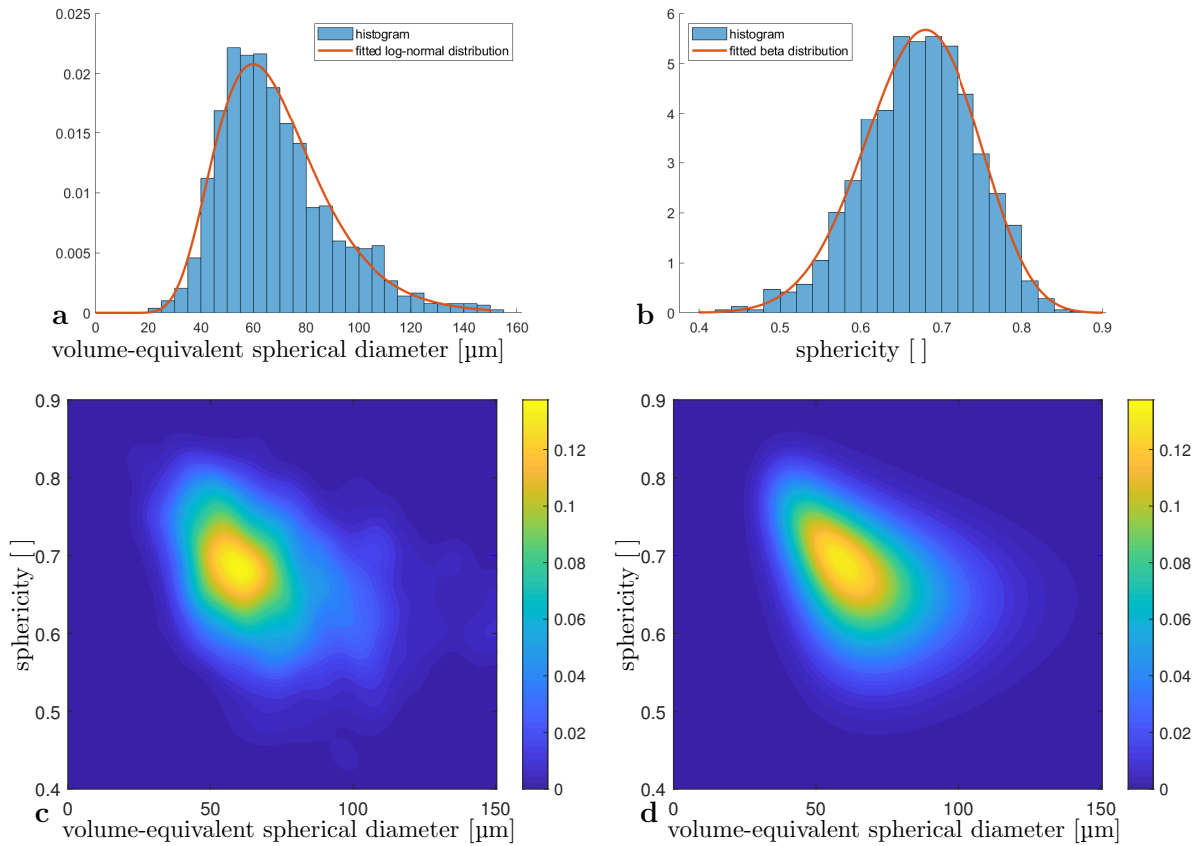 0.025
0.02
0.015
0.01
0.005
0
histogram
fitted log-normal distribution
0 20 40 60 80 100 120 140 160
a
volume-equivalent spherical diameter [µm]
6
5
4
3
2
1
0
histogram
fitted beta distribution
0.4 0.5 0.6 0.7 0.8 0.9
b
sphericity [ ]
0.9
0.8
0.7
0.6
0.5
0.4
sphericity [ ]
0 50 100 150
0.12
0.1
0.08
0.06
0.04
0.02
0
c
volume-equivalent spherical diameter [µm]
0.9
0.8
0.7
0.6
0.5
0.4
sphericity [ ]
0 50 100 150
0.12
0.1
0.08
0.06
0.04
0.02
0
d
volume-equivalent spherical diameter [µm]